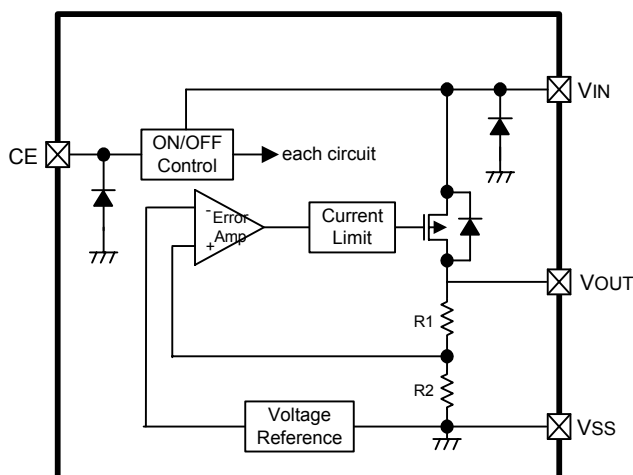 VIN
CE
ON/OFF
Control
each circuit
-
Error
Amp
+
Current
Limit
VOUT
R1
R2
Voltage
Reference
VSS